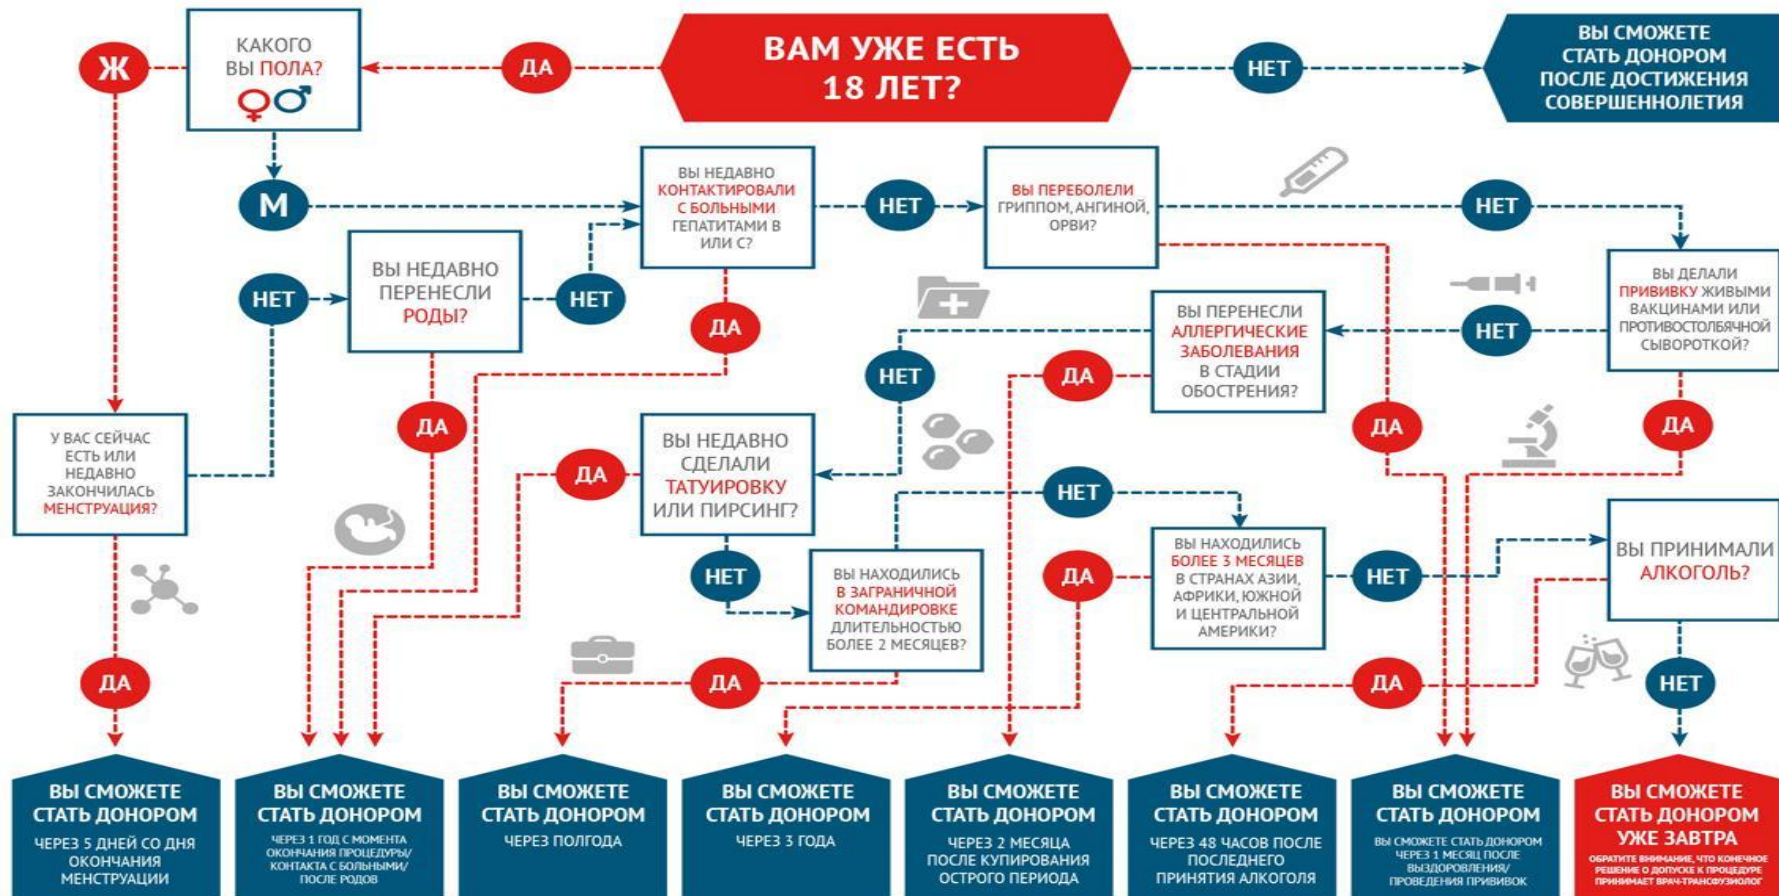 ВАМ УЖЕ ЕСТЬ
18 ЛЕТ?
ДА
НЕТ
ВЫ СМОЖЕТЕ
СТАТЬ ДОНОРОМ
ПОСЛЕ ДОСТИЖЕНИЯ
СОВЕРШЕННОЛЕТИЯ
КАКОГО
ВЫ ПОЛА?
Ж
М
ВЫ НЕДАВНО
КОНТАКТИРОВАЛИ
С БОЛЬНЫМИ
ГЕПАТИТАМИ В
ИЛИ С?
НЕТ
ВЫ ПЕРЕБОЛЕЛИ
ГРИППОМ, АНГИНОЙ,
ОРВИ?
НЕТ
ВЫ НЕДАВНО
ПЕРЕНЕСЛИ
РОДЫ?
НЕТ
НЕТ
ДА
ВЫ ПЕРЕНЕСЛИ
АЛЛЕРГИЧЕСКИЕ
ЗАБОЛЕВАНИЯ
В СТАДИИ
ОБОСТРЕНИЯ?
НЕТ
ВЫ ДЕЛАЛИ
ПРИВИВКУ ЖИВЫМИ
ВАКЦИНАМИ ИЛИ
ПРОТИВОСТОЛБЯЧНОЙ
СЫВОРОТКОЙ?
НЕТ
ДА
ДА
ДА
ДА
У ВАС СЕЙЧАС
ЕСТЬ ИЛИ
НЕДАВНО
ЗАКОНЧИЛАСЬ
МЕНСТРУАЦИЯ?
ДА
ВЫ НЕДАВНО
СДЕЛАЛИ
ТАТУИРОВКУ
ИЛИ ПИРСИНГ?
НЕТ
НЕТ
ВЫ НАХОДИЛИСЬ
В ЗАГРАНИЧНОЙ
КОМАНДИРОВКЕ
ДЛИТЕЛЬНОСТЬЮ
БОЛЕЕ 2 МЕСЯЦЕВ?
ДА
ВЫ НАХОДИЛИСЬ
БОЛЕЕ 3 МЕСЯЦЕВ
В СТРАНАХ АЗИИ,
АФРИКИ, ЮЖНОЙ
И ЦЕНТРАЛЬНОЙ
АМЕРИКИ?
НЕТ
ВЫ ПРИНИМАЛИ
АЛКОГОЛЬ?
ДА
ДА
ДА
НЕТ
ВЫ СМОЖЕТЕ
СТАТЬ ДОНОРОМ
ЧЕРЕЗ 5 ДНЕЙ СО ДНЯ
ОКОНЧАНИЯ
МЕНСТРУАЦИИ
ВЫ СМОЖЕТЕ
СТАТЬ ДОНОРОМ
ЧЕРЕЗ 1 ГОД С МОМЕНТА
ОКОНЧАНИЯ ПРОЦЕДУРЫ/
КОНТАКТА С БОЛЬНЫМИ/
ПОСЛЕ РОДОВ
ВЫ СМОЖЕТЕ
СТАТЬ ДОНОРОМ
ЧЕРЕЗ ПОЛГОДА
ВЫ СМОЖЕТЕ
СТАТЬ ДОНОРОМ
ЧЕРЕЗ 3 ГОДА
ВЫ СМОЖЕТЕ
СТАТЬ ДОНОРОМ
ЧЕРЕЗ 2 МЕСЯЦА
ПОСЛЕ КУПИРОВАНИЯ
ОСТРОГО ПЕРИОДА
ВЫ СМОЖЕТЕ
СТАТЬ ДОНОРОМ
ЧЕРЕЗ 48 ЧАСОВ ПОСЛЕ
ПОСЛЕДНЕГО
ПРИНЯТИЯ АЛКОГОЛЯ
ВЫ СМОЖЕТЕ
СТАТЬ ДОНОРОМ
ВЫ СМОЖЕТЕ СТАТЬ ДОНОРОМ
ЧЕРЕЗ 1 МЕСЯЦ ПОСЛЕ
ВЫЗДОРОВЛЕНИЯ/
ПРОВЕДЕНИЯ ПРИВИВОК
ВЫ СМОЖЕТЕ
СТАТЬ ДОНОРОМ
УЖЕ ЗАВТРА
ОБРАТИТЕ ВНИМАНИЕ, ЧТО КОНЕЧНОЕ
РЕШЕНИЕ О ДОПУСКЕ К ПРОЦЕДУРЕ
ПРИНИМАЕТ ВРАЧ-ТРАНСФУЗИОЛОГ